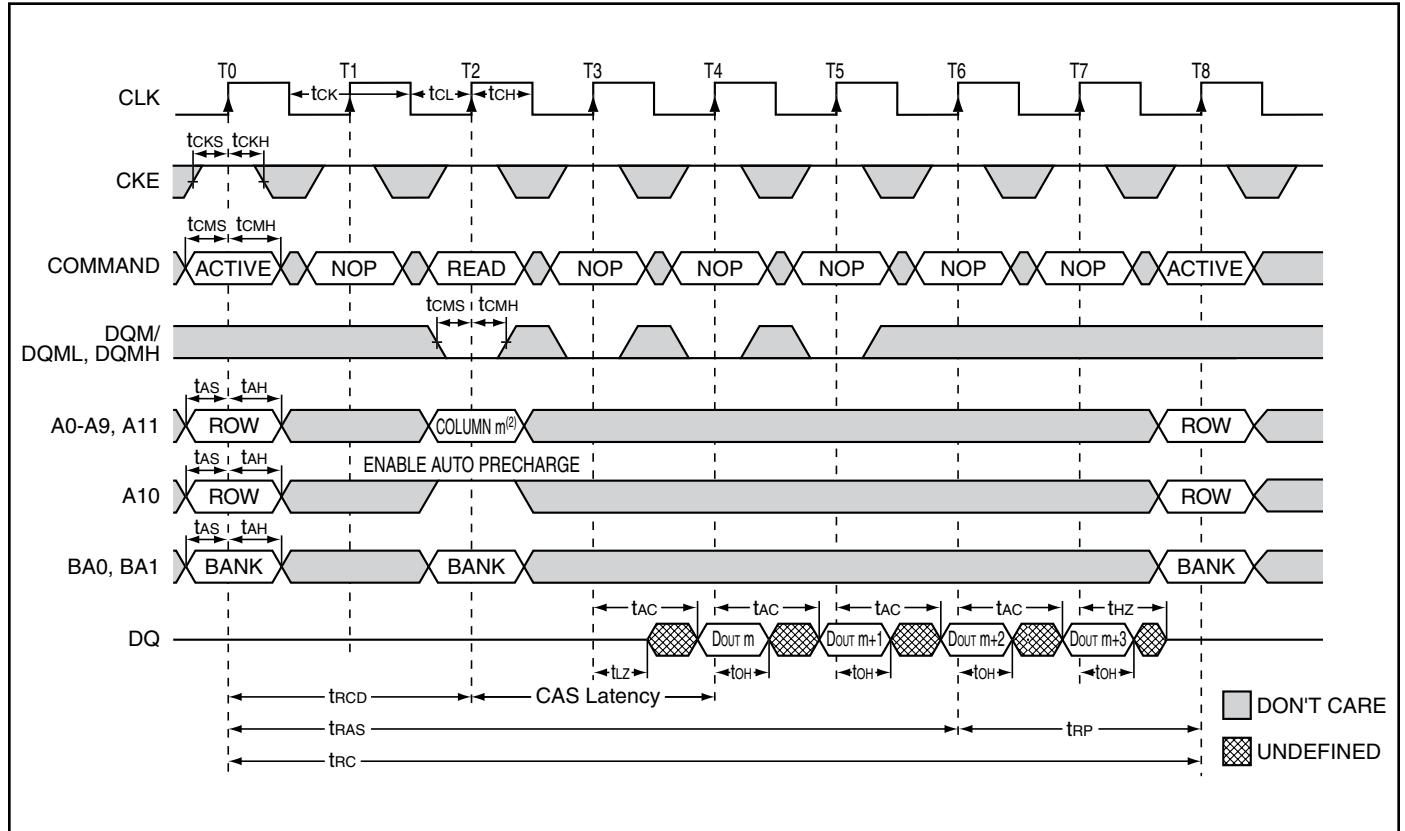 T0 T1 T2 T3 T4 T5 T6 T7 T8
CLK
tCK tCL tCH
tCKS tCKH
CKE
tCMS tCMH
COMMAND
ACTIVE NOP READ NOP NOP NOP NOP NOP ACTIVE
tCMS tCMH
DQM/
DQML, DQMH
tAS tAH
A0-A9, A11
ROW COLUMN m(2) ROW
tAS tAH
ENABLE AUTO PRECHARGE
A10
ROW ROW
tAS tAH
BA0, BA1
BANK BANK BANK
tAC tAC tAC tAC tHZ
DQ
DOUT m DOUT m+1 DOUT m+2 DOUT m+3
tLZ tOH tOH tOH tOH
tRCD CAS Latency
DON'T CARE
tRAS tRP
UNDEFINED
tRC